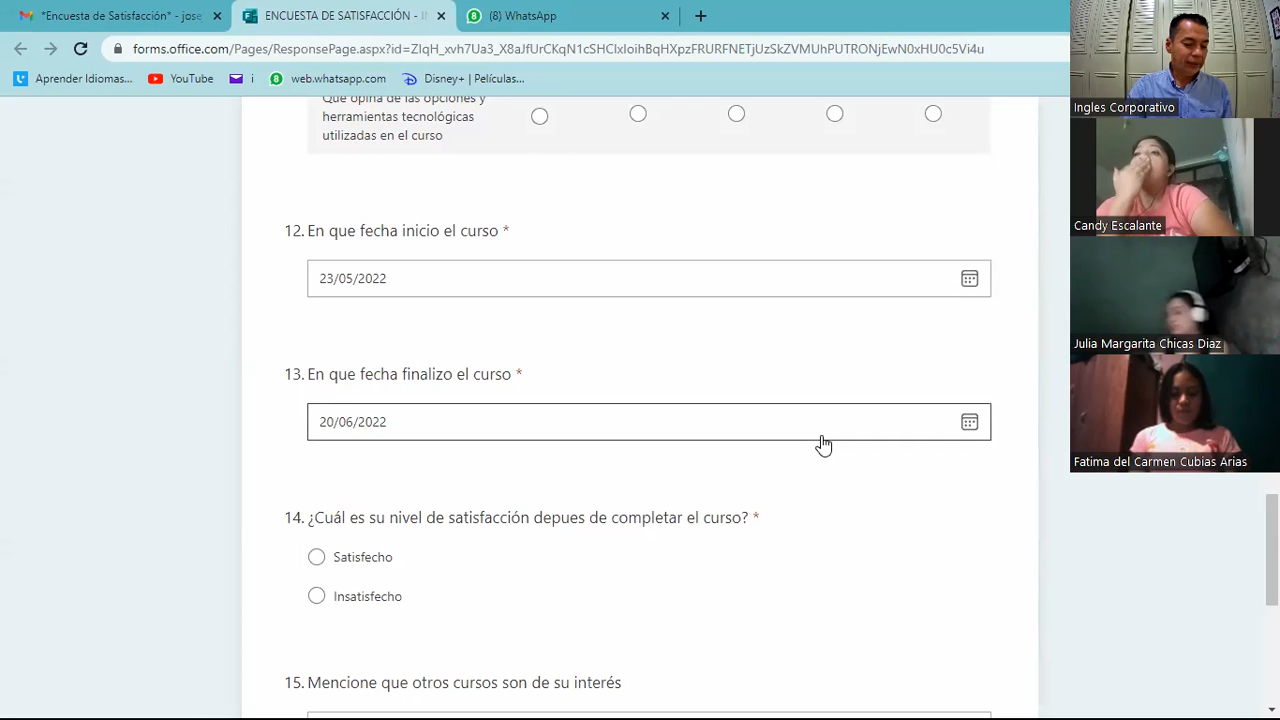 *Encuesta de Satisfacción* - jose
ENCUESTA DE SATISFACCIÓN - I
(8) WhatsApp
forms.office.com/Pages/ResponsePage.aspx?id=
Aprender Idiomas...
YouTube
i
web.whatsapp.com
Disney+ | Películas,...
Que opina de las opciones y
herramientas tecnológicas
utilizadas en el curso
12. En que fecha inicio el curso *
23/05/2022
13. En que fecha finalizo el curso *
20/06/2022
14. ¿Cuál es su nivel de satisfacción depues de completar el curso? *
Satisfecho
Insatisfecho
15. Mencione que otros cursos son de su interés
Ingles Corporativo
Candy Escalante
Julia Margarita Chicas Diaz
Fatima del Carmen Cubias Arias